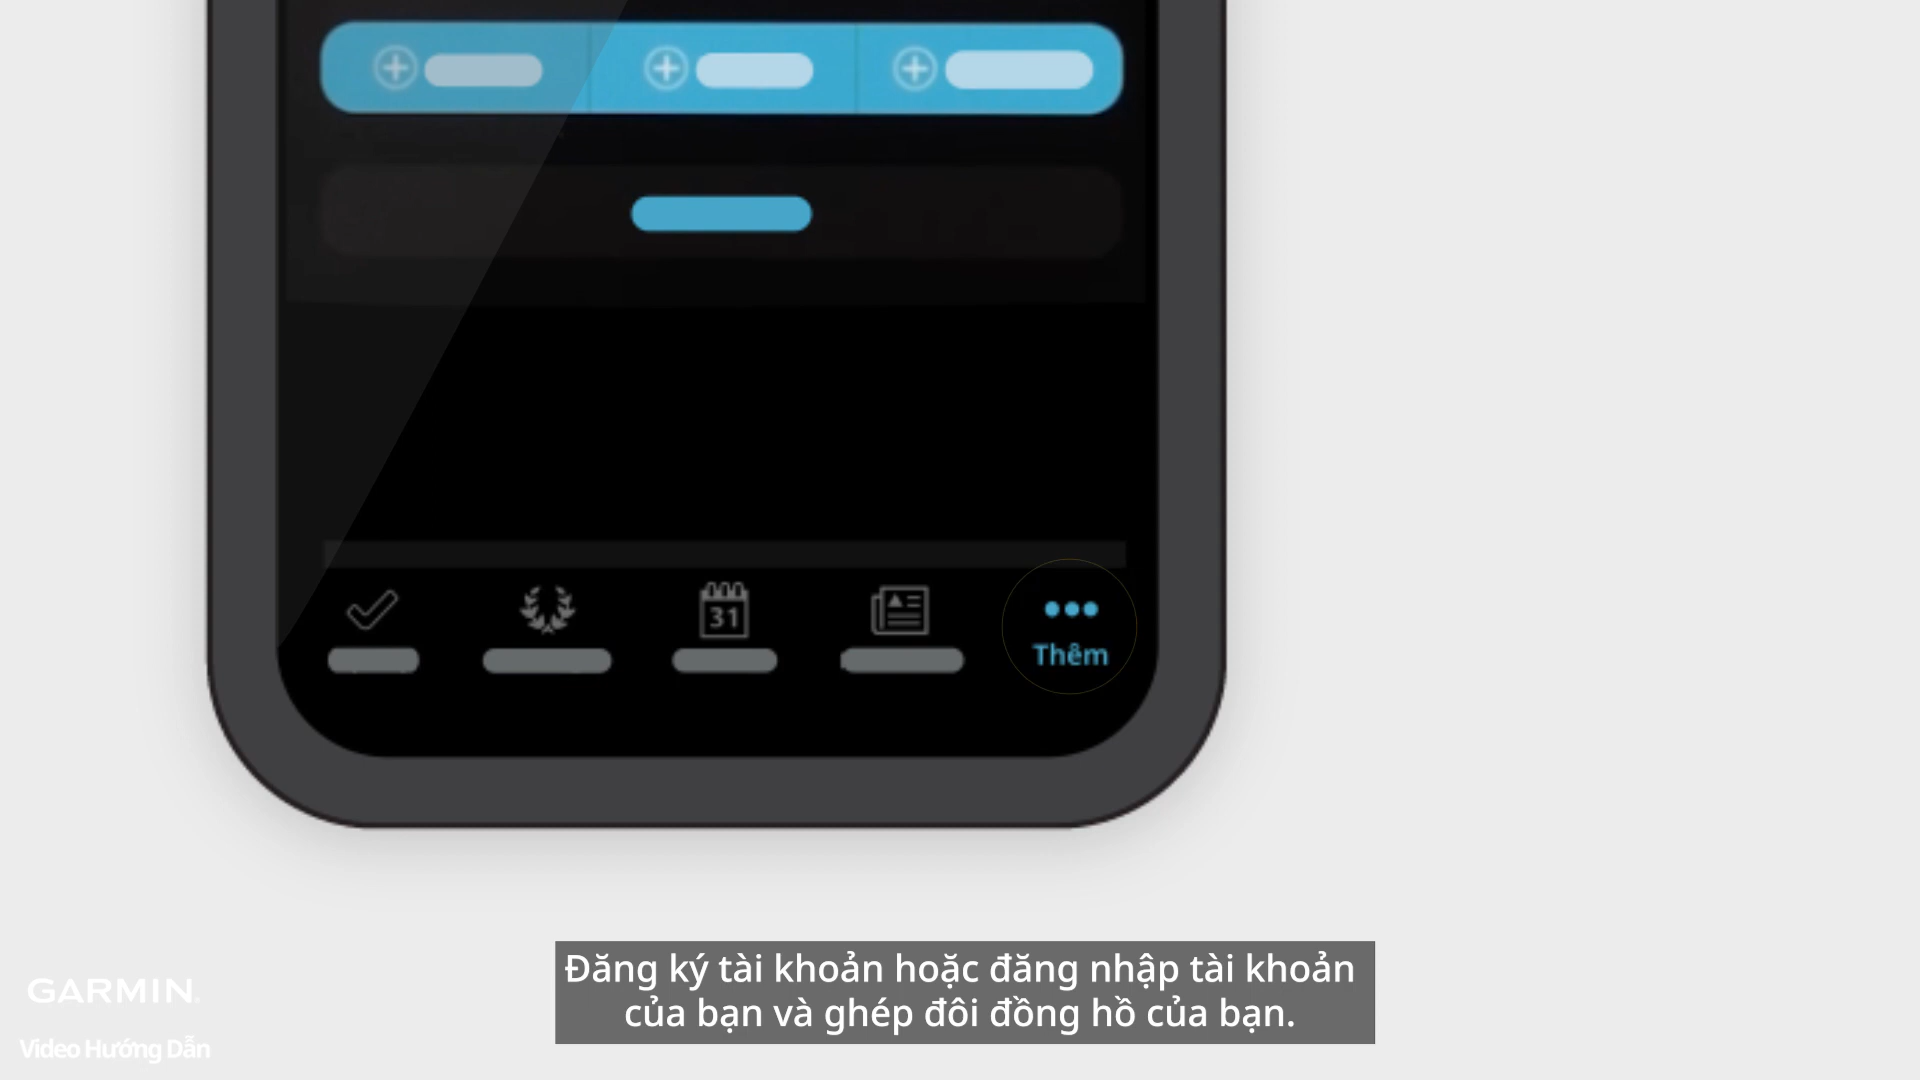 31
Thêm
Đăng ký tài khoản hoặc đăng nhập tài khoản
của bạn và ghép đôi đồng hồ của bạn.
GARMIN
Video Hướng Dẫn